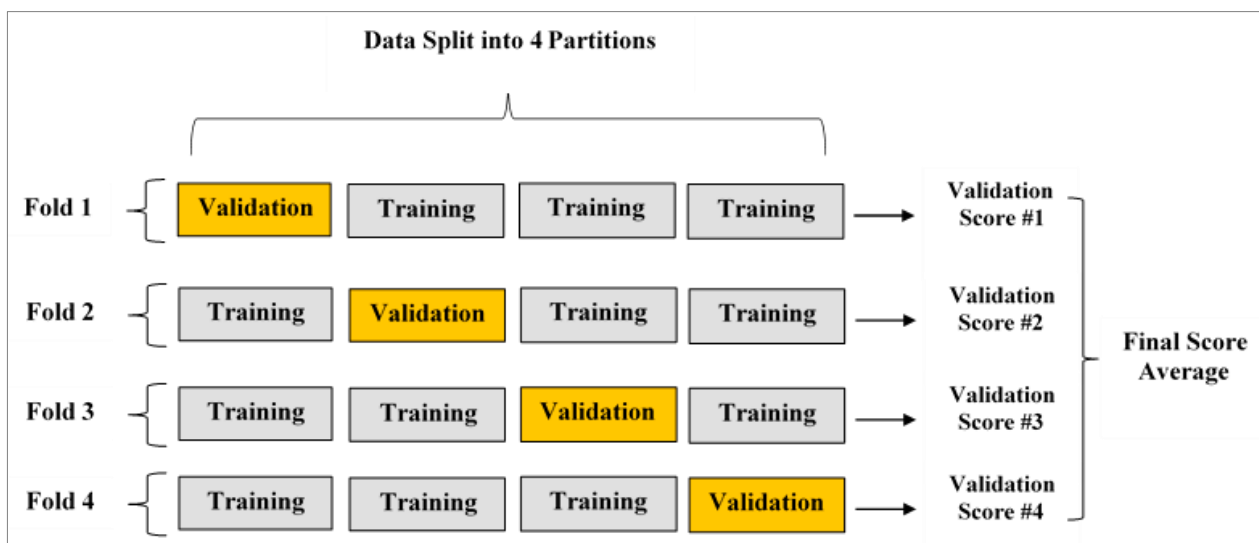 Data Split into 4 Partitions
Fold 1
Validation
Training
Training
Training
Validation
Score #1
Fold 2
Training
Validation
Training
Training
Validation
Score #2
Fold 3
Training
Training
Validation
Training
Validation
Score #3
Fold 4
Training
Training
Training
Validation
Validation
Score #4
Final Score
Average